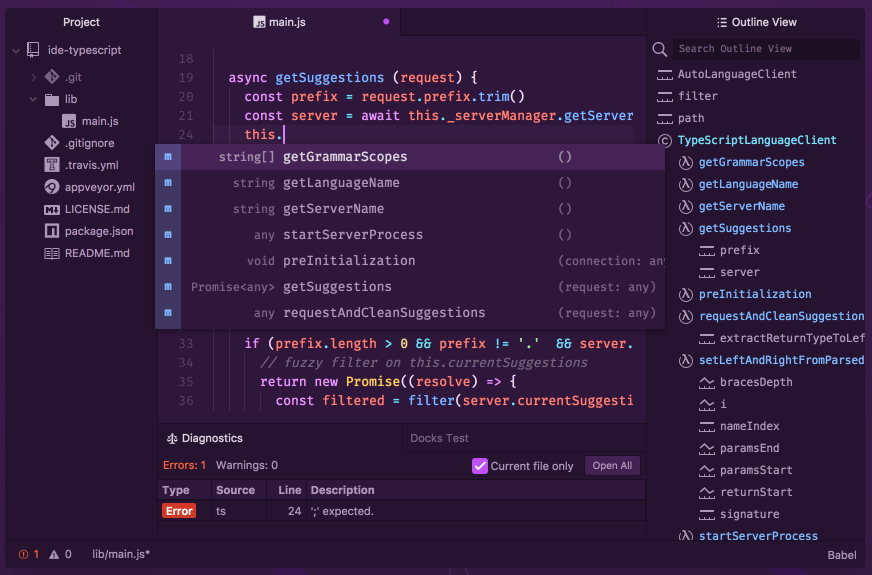 Project
ide-typescript
.git
lib
main.js
.gitignore
.travis.yml
appveyor.yml
LICENSE.md
package.json
README.md
main.js
18
19 async getSuggestions (request) {
20 const prefix = request.prefix.trim()
21 const server = await this._serverManager.getServer
24 this.
m string[] getGrammarScopes ()
m string getLanguageName ()
m string getServerName ()
m any startServerProcess ()
m void preInitialization (connection: any
m Promise<any> getSuggestions (request: any)
m any requestAndCleanSuggestions (request: any)
33 if (prefix.length > 0 && prefix != '.' && server.
34 // fuzzy filter on this.currentSuggestions
35 return new Promise((resolve) => {
36 const filtered = filter(server.currentSuggesti
Diagnostics
Docks Test
Errors: 1 Warnings: 0
Current file only
Open All
Type Source Line Description
Error ts 24 ';' expected.
Outline View
Search Outline View
AutoLanguageClient
filter
path
TypeScriptLanguageClient
getGrammarScopes
getLanguageName
getServerName
getSuggestions
prefix
server
preInitialization
requestAndCleanSuggestion
extractReturnTypeToLef
setLeftAndRightFromParsed
bracesDepth
i
nameIndex
paramsEnd
paramsStart
returnStart
signature
startServerProcess
1 0 lib/main.js*
Babel